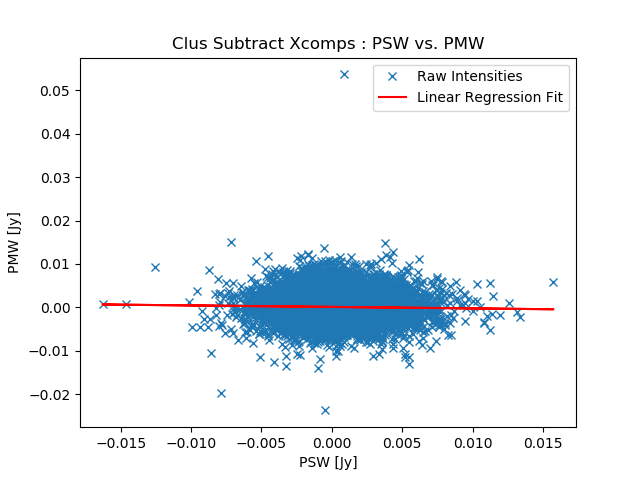 Clus Subtract Xcomps : PSW vs. PMW
Raw Intensities
Linear Regression Fit
PMW [Jy]
0.05
0.04
0.03
0.02
0.01
0.00
−0.01
−0.02
−0.015 −0.010 −0.005 0.000 0.005 0.010 0.015
PSW [Jy]